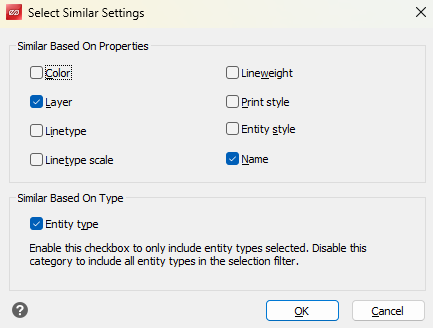 Select Similar Settings
Similar Based On Properties
Color
Lineweight
Layer
Print style
Linetype
Entity style
Linetype scale
Name
Similar Based On Type
Entity type
Enable this checkbox to only include entity types selected. Disable this
category to include all entity types in the selection filter.
OK
Cancel